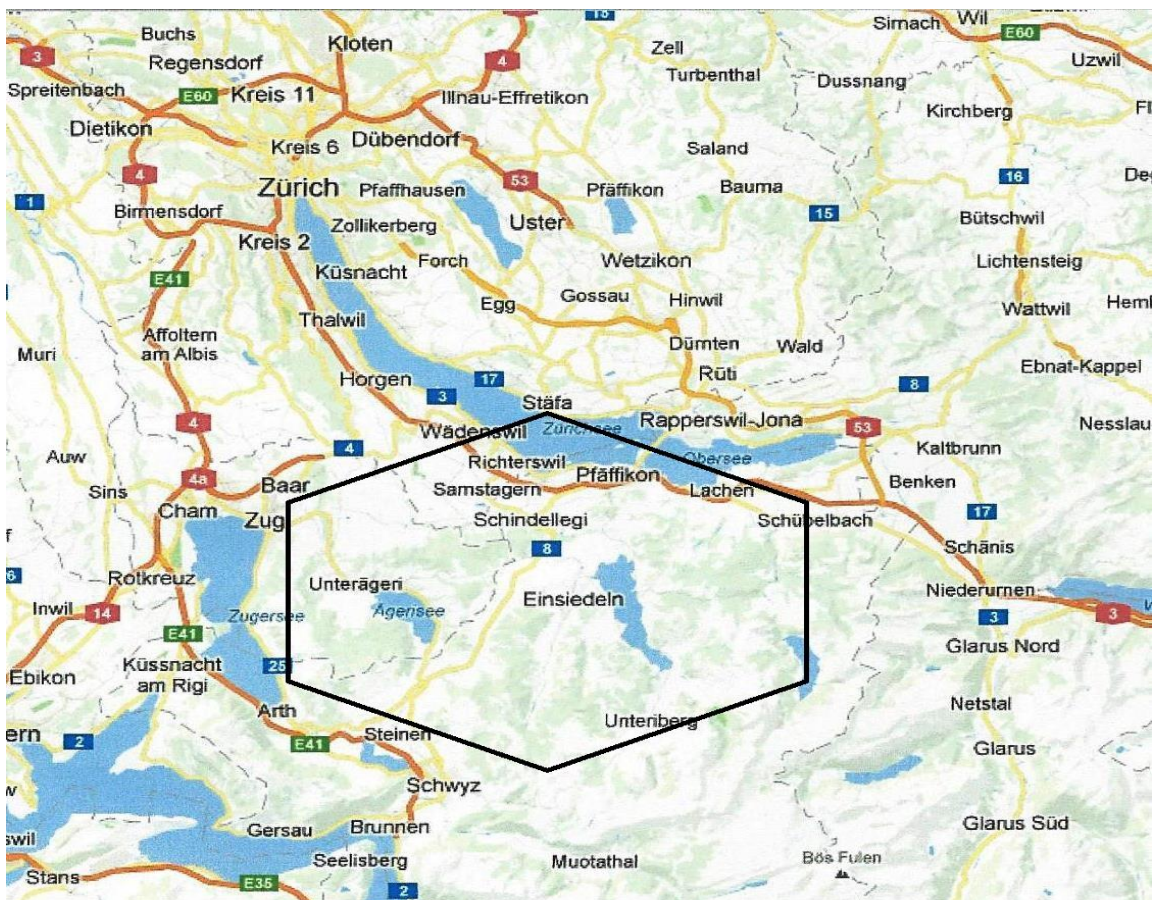 15
Sirnach
Wil
E60
Buchs
Kloten
3
Regensdorf
4
Zell
Uzwil
Turbenthal
Dussnang
Spreitenbach
E60
Kreis 11
Illnau-Effretikon
Kirchberg
Dietikon
Kreis 6
Dübendorf
Saland
4
53
16
Zürich
Pfaffhausen
Pfäffikon
Bauma
1
Birmensdorf
Zollikerberg
Uster
15
Bütschwil
Kreis 2
Forch
Wetzikon
Lichtensteig
E41
Küsnacht
Egg
Gossau
Hinwil
Wattwil
Thalwil
Affoltern
am Albis
Dürnten
Wald
Muri
Rüti
Ebnat-Kappel
Horgen
17
8
3
Stäfa
Rapperswil-Jona
Nesslau
4
Wädenswil
Zürichsee
53
4
Kaltbrunn
Auw
Richterswil
Pfäffikon
Obersee
4a
Baar
Samstagern
Lachen
Benken
Sins
Cham
Zug
Schindellegi
Schübelbach
17
8
Schänis
Rotkreuz
Unterägeri
Einsiedeln
Niederurnen
6
Inwil
14
Zugersee
Ägerisee
3
3
E41
Glarus Nord
Küssnacht
am Rigi
25
Ebikon
Arth
Unteriberg
Netstal
ern
2
E41
Steinen
Glarus
Schwyz
Gersau
Brunnen
Glarus Süd
swil
Seelisberg
Muotathal
Bös Fulen
Stans
E35
2